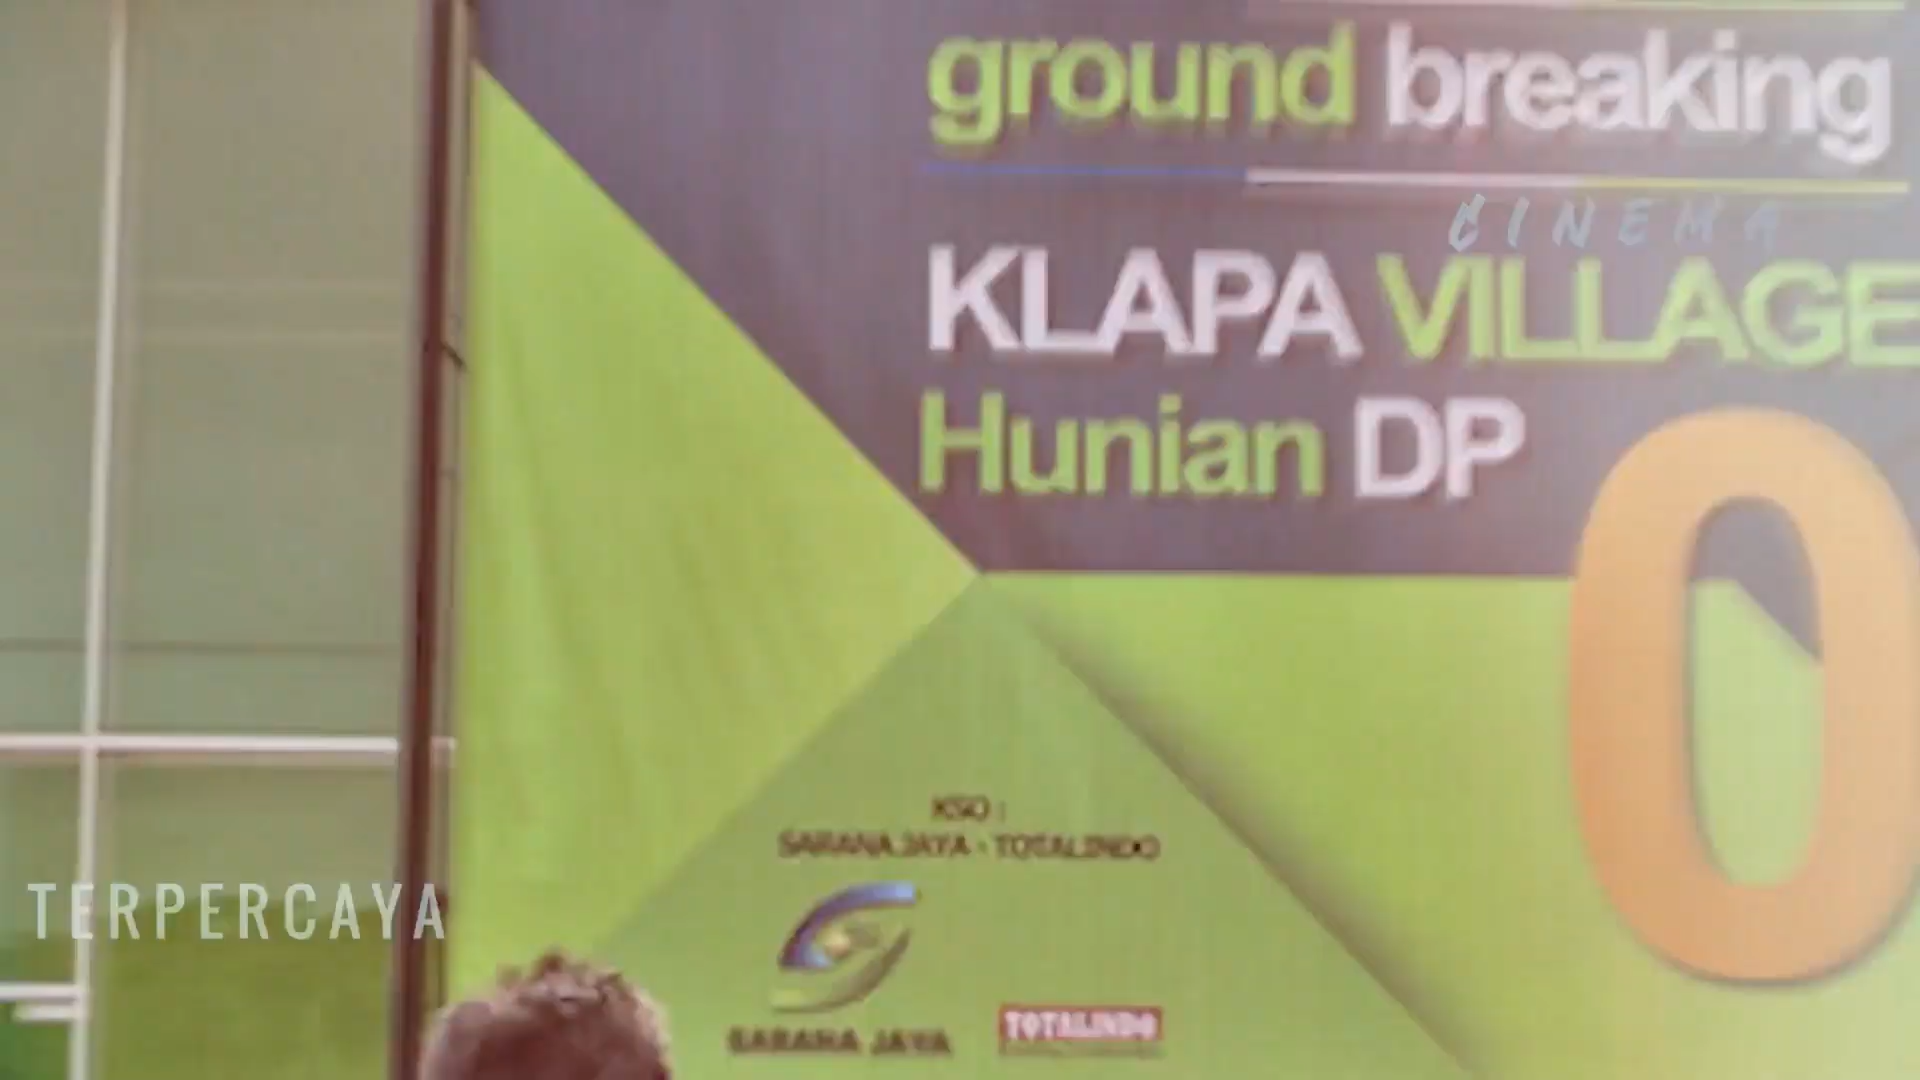 ground breaking
CINEMA
KLAPA VILLAGE
Hunian DP 0
KSO :
SARANA JAYA - TOTALINDO
TERPERCAYA
SARANA JAYA
TOTALINDO